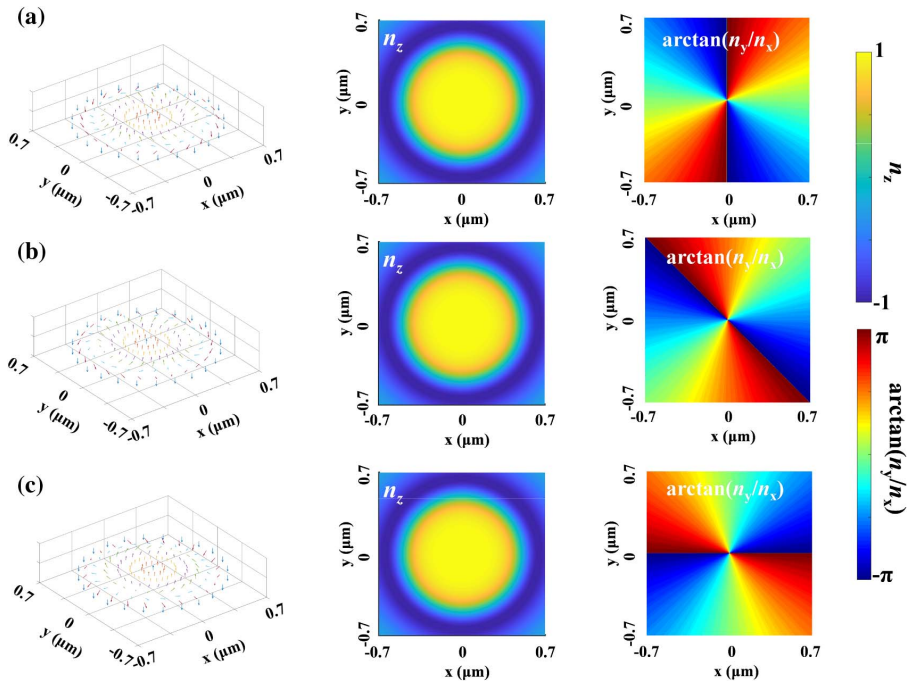 (a)
0.7
0
-0.7
y (μm)
-0.7
0
0.7
x (μm)
n_z
0.7
0
-0.7
y (μm)
-0.7
0
0.7
x (μm)
arctan(n_y/n_x)
0.7
0
-0.7
y (μm)
-0.7
0
0.7
x (μm)
1
n_z
-1
(b)
0.7
0
-0.7
y (μm)
-0.7
0
0.7
x (μm)
n_z
0.7
0
-0.7
y (μm)
-0.7
0
0.7
x (μm)
arctan(n_y/n_x)
0.7
0
-0.7
y (μm)
-0.7
0
0.7
x (μm)
π
arctan(n_y/n_x)
-π
(c)
0.7
0
-0.7
y (μm)
-0.7
0
0.7
x (μm)
n_z
0.7
0
-0.7
y (μm)
-0.7
0
0.7
x (μm)
arctan(n_y/n_x)
0.7
0
-0.7
y (μm)
-0.7
0
0.7
x (μm)